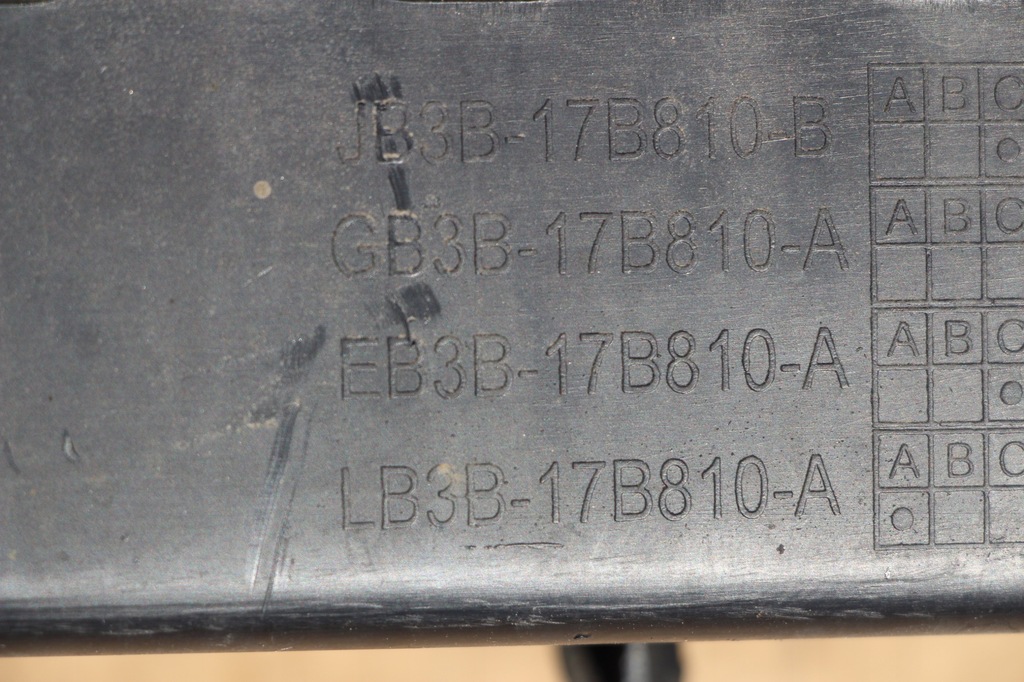 JB3B-17B810-B A B C
GB3B-17B810-A A B C
EB3B-17B810-A A B C
LB3B-17B810-A A B C